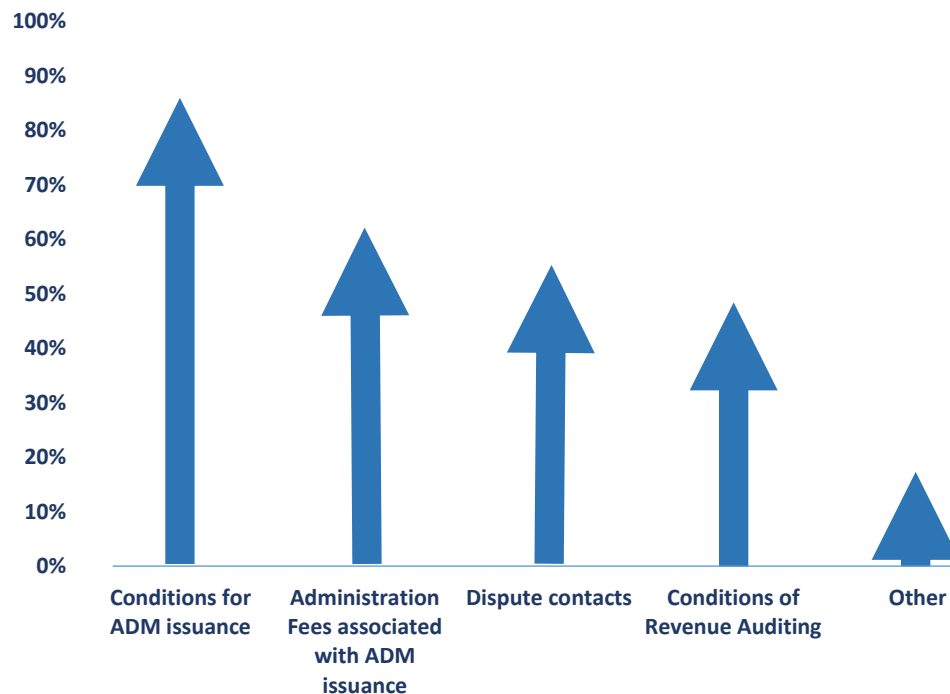 100%
90%
80%
70%
60%
50%
40%
30%
20%
10%
0%
Conditions for
ADM issuance
Administration
Fees associated
with ADM
issuance
Dispute contacts
Conditions of
Revenue Auditing
Other